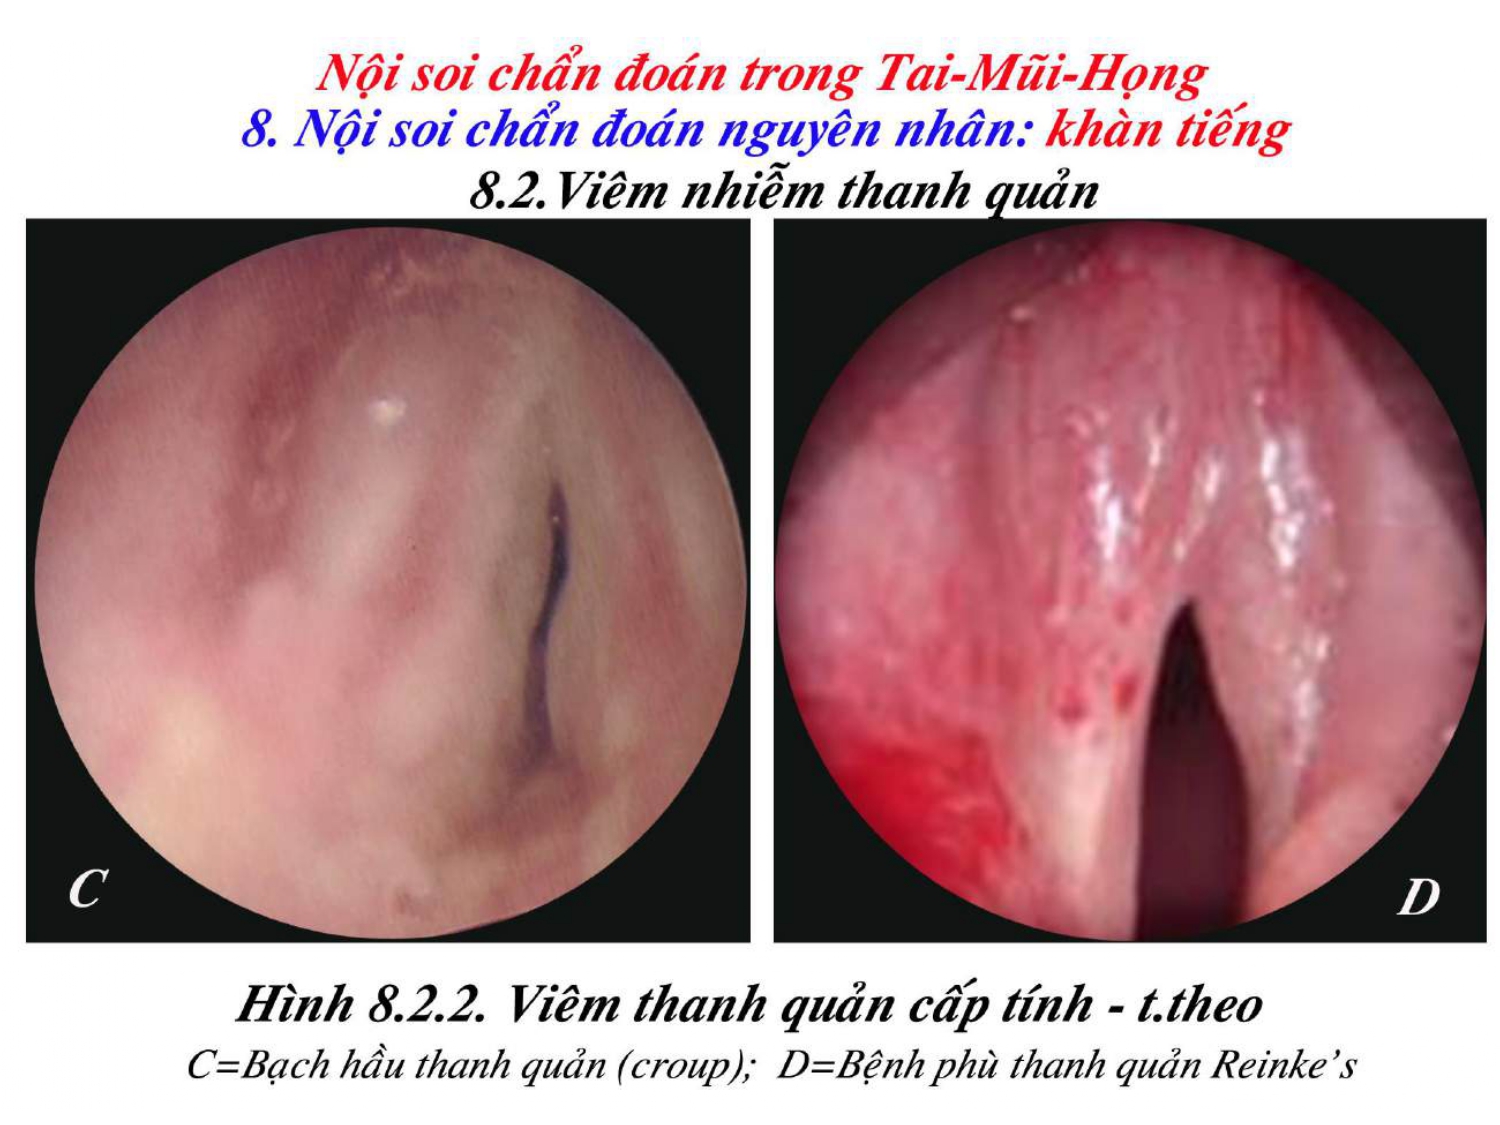 Nội soi chẩn đoán trong Tai-Mũi-Họng
8. Nội soi chẩn đoán nguyên nhân: khàn tiếng
8.2.Viêm nhiễm thanh quản
C
D
Hình 8.2.2. Viêm thanh quản cấp tính - t.theo
C=Bạch hầu thanh quản (croup); D=Bệnh phù thanh quản Reinke's